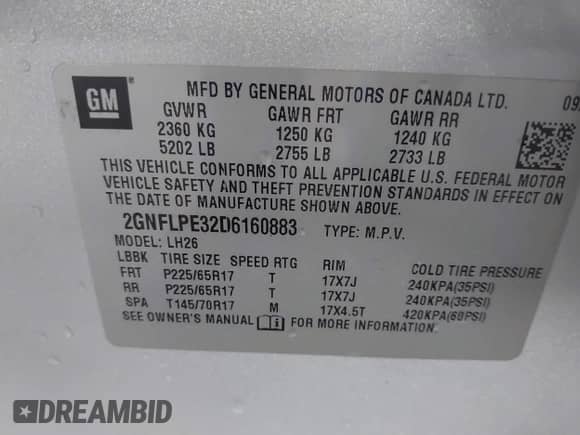 GM
MFD BY GENERAL MOTORS OF CANADA LTD. 09
GVWR GAWR FRT GAWR RR
2360 KG 1250 KG 1240 KG
5202 LB 2755 LB 2733 LB
THIS VEHICLE CONFORMS TO ALL APPLICABLE U.S. FEDERAL MOTOR
VEHICLE SAFETY AND THEFT PREVENTION STANDARDS IN EFFECT ON
THE DATE OF MANUFACTURE SHOWN ABOVE.
2GNFLPE32D6160883 TYPE: M.P.V.
MODEL: LH26
LBBK TIRE SIZE SPEED RTG RIM COLD TIRE PRESSURE
FRT P225/65R17 T 17X7J 240KPA(35PSI)
RR P225/65R17 T 17X7J 240KPA(35PSI)
SPA T145/70R17 M 17X4.5T 420KPA(60PSI)
SEE OWNER'S MANUAL i FOR MORE INFORMATION.
DREAMBID